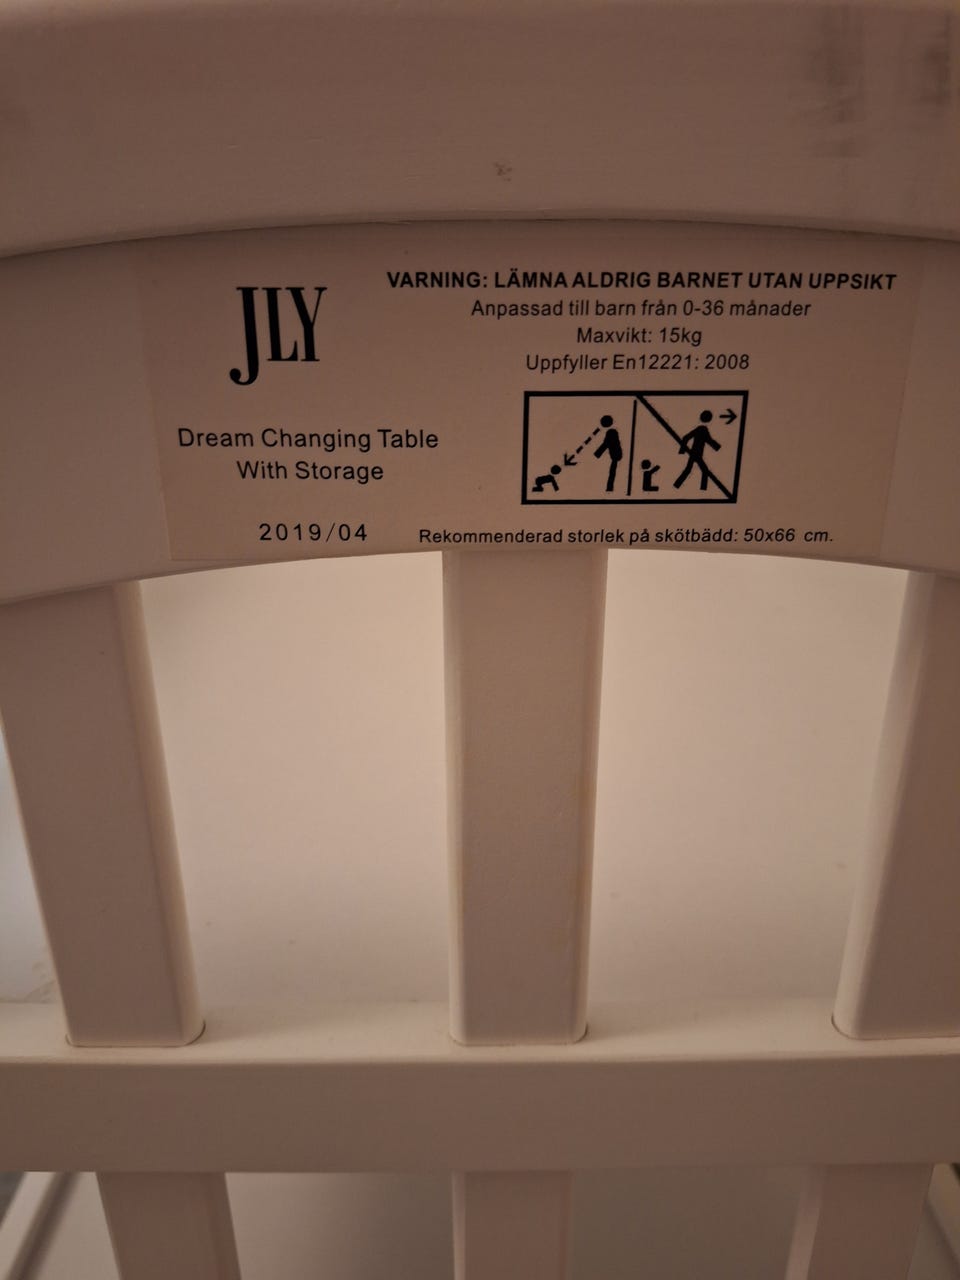 JLY
Dream Changing Table
With Storage
2019/04
VARNING: LÄMNA ALDRIG BARNET UTAN UPPSIKT
Anpassad till barn från 0-36 månader
Maxvikt: 15kg
Uppfyller En12221: 2008
Rekommenderad storlek på skötbädd: 50x66 cm.